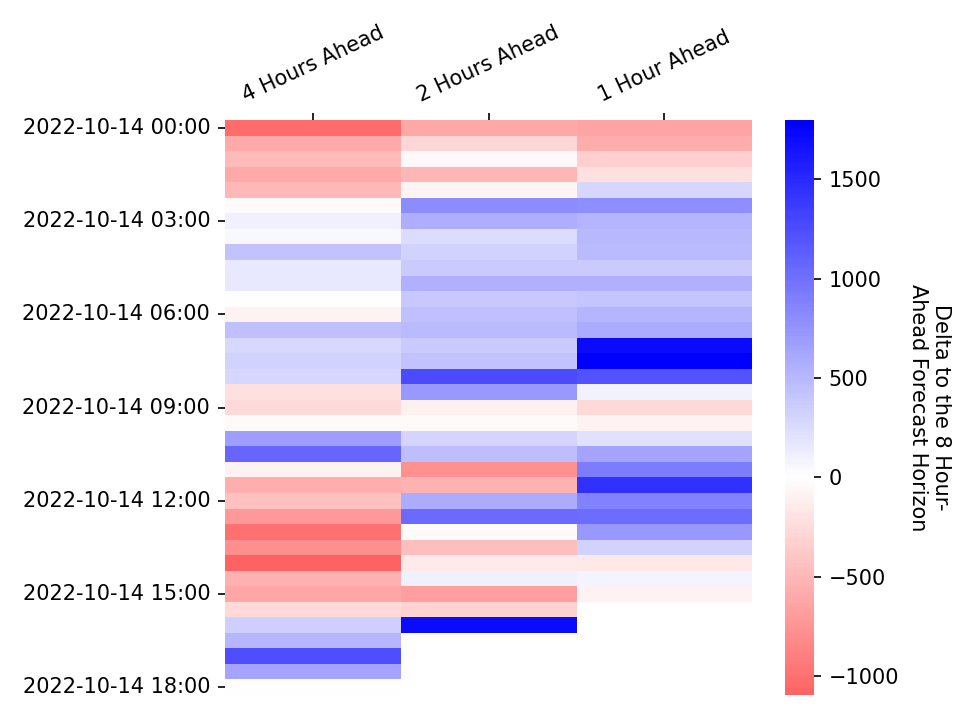 4 Hours Ahead
2 Hours Ahead
1 Hour Ahead
2022-10-14 00:00
2022-10-14 03:00
2022-10-14 06:00
2022-10-14 09:00
2022-10-14 12:00
2022-10-14 15:00
2022-10-14 18:00
1500
1000
500
0
−500
−1000
Delta to the 8 Hour-
Ahead Forecast Horizon